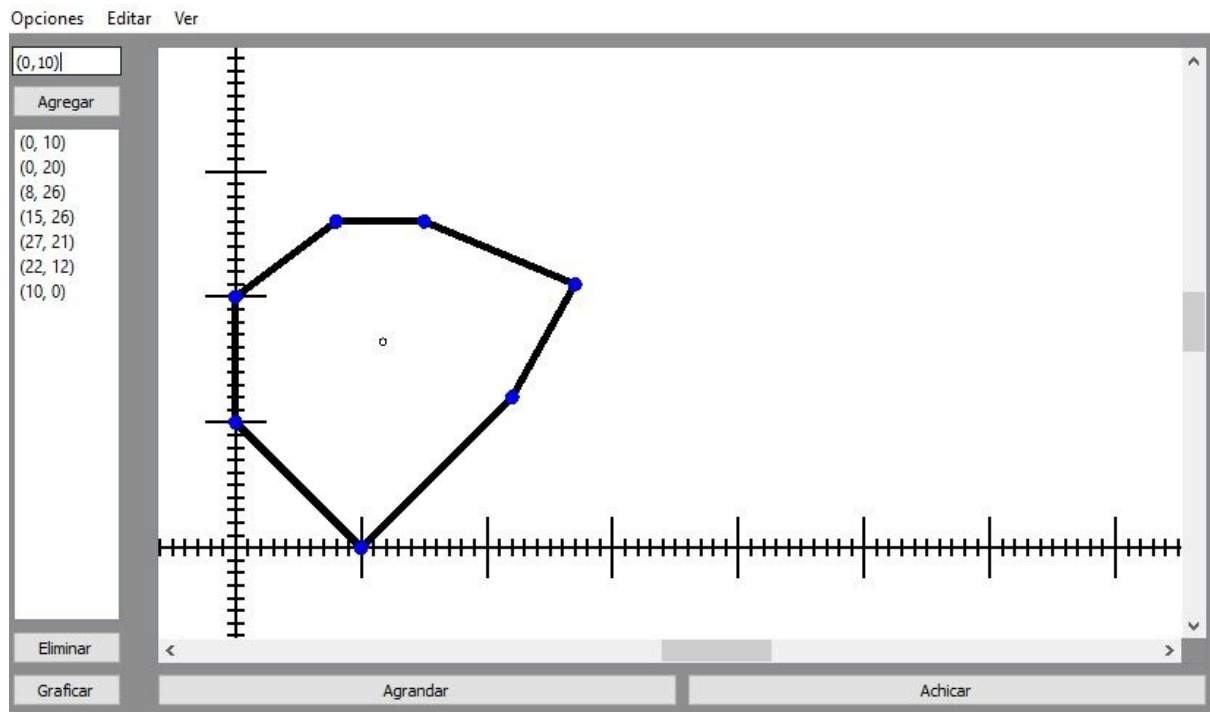 Opciones Editar Ver
(0,10)
Agregar
(0, 10)
(0, 20)
(8, 26)
(15, 26)
(27, 21)
(22, 12)
(10, 0)
Eliminar
Graficar
Agrandar
Achicar